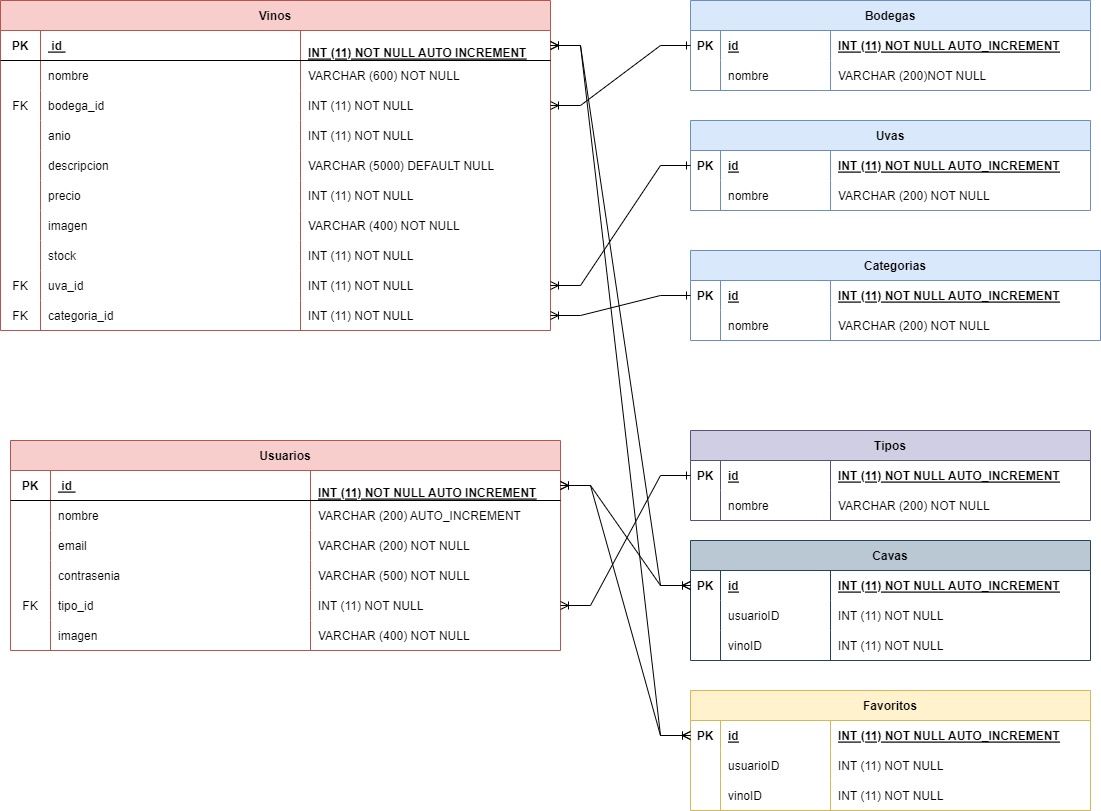 Vinos
PK id INT (11) NOT NULL AUTO INCREMENT
nombre VARCHAR (600) NOT NULL
FK bodega_id INT (11) NOT NULL
anio INT (11) NOT NULL
descripcion VARCHAR (5000) DEFAULT NULL
precio INT (11) NOT NULL
imagen VARCHAR (400) NOT NULL
stock INT (11) NOT NULL
FK uva_id INT (11) NOT NULL
FK categoria_id INT (11) NOT NULL
Bodegas
PK id INT (11) NOT NULL AUTO_INCREMENT
nombre VARCHAR (200)NOT NULL
Uvas
PK id INT (11) NOT NULL AUTO_INCREMENT
nombre VARCHAR (200) NOT NULL
Categorias
PK id INT (11) NOT NULL AUTO_INCREMENT
nombre VARCHAR (200) NOT NULL
Usuarios
PK id INT (11) NOT NULL AUTO INCREMENT
nombre VARCHAR (200) AUTO_INCREMENT
email VARCHAR (200) NOT NULL
contrasenia VARCHAR (500) NOT NULL
FK tipo_id INT (11) NOT NULL
imagen VARCHAR (400) NOT NULL
Tipos
PK id INT (11) NOT NULL AUTO_INCREMENT
nombre VARCHAR (200) NOT NULL
Cavas
PK id INT (11) NOT NULL AUTO_INCREMENT
usuarioID INT (11) NOT NULL
vinoID INT (11) NOT NULL
Favoritos
PK id INT (11) NOT NULL AUTO_INCREMENT
usuarioID INT (11) NOT NULL
vinoID INT (11) NOT NULL